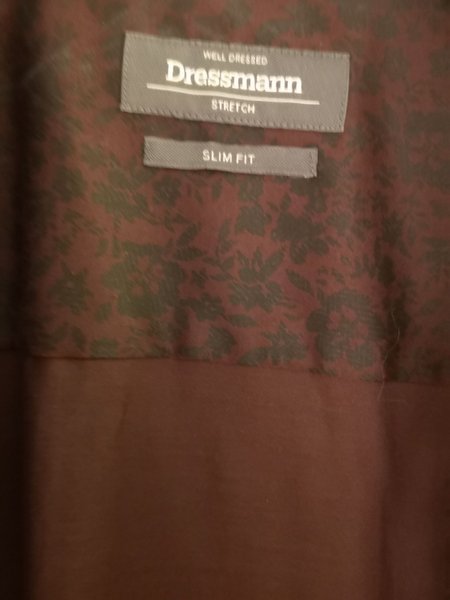 WELL DRESSED
Dressmann
STRETCH
SLIM FIT